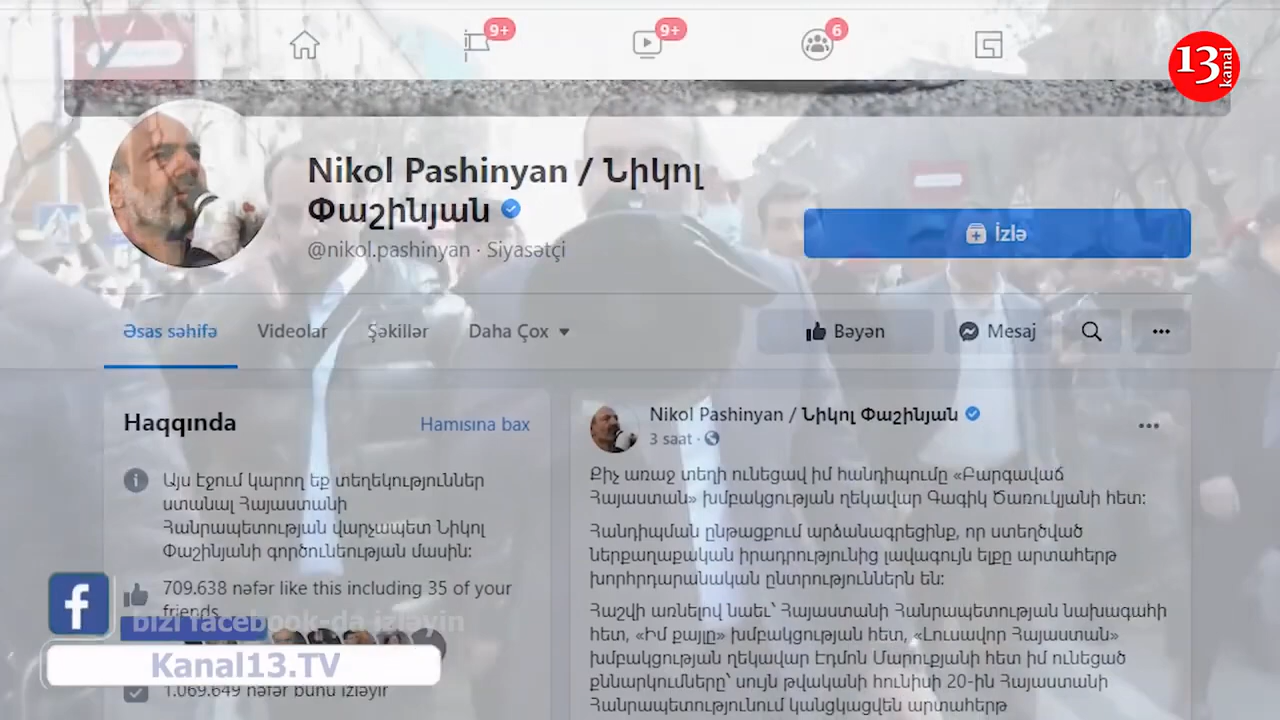 9+
9+
6
13
kanal
Nikol Pashinyan / Նիկոլ
Փաշինյան
@nikol.pashinyan · Siyasətçi
İzlə
Əsas səhifə
Videolar
Şəkillər
Daha Çox
Bəyən
Mesaj
Haqqında
Hamısına bax
Այս էջում կարող եք տեղեկություններ
ստանալ Հայաստանի
Հանրապետության վարչապետ Նիկոլ
Փաշինյանի գործունեության մասին:
709.638 nəfər like this including 35 of your
friends
bizi facebook-da izləyin
Kanal13.TV
1.069.649 nəfər bunu izləyir
Nikol Pashinyan / Նիկոլ Փաշինյան
3 saat ·
Քիչ առաջ տեղի ունեցավ իմ հանդիպումը «Բարգավաճ
Հայաստան» խմբակցության ղեկավար Գագիկ Ծառուկյանի հետ:
Հանդիպման ընթացքում արձանագրեցինք, որ ստեղծված
ներքաղաքական իրադրությունից լավագույն ելքը արտահերթ
խորհրդարանական ընտրություններն են:
Հաշվի առնելով նաեւ՝ Հայաստանի Հանրապետության նախագահի
հետ, «Իմ քայլը» խմբակցության հետ, «Լուսավոր Հայաստան»
խմբակցության ղեկավար Էդմոն Մարուքյանի հետ իմ ունեցած
քննարկումները՝ սույն թվականի հունիսի 20-ին Հայաստանի
Հանրապետությունում կանցկացվեն արտահերթ